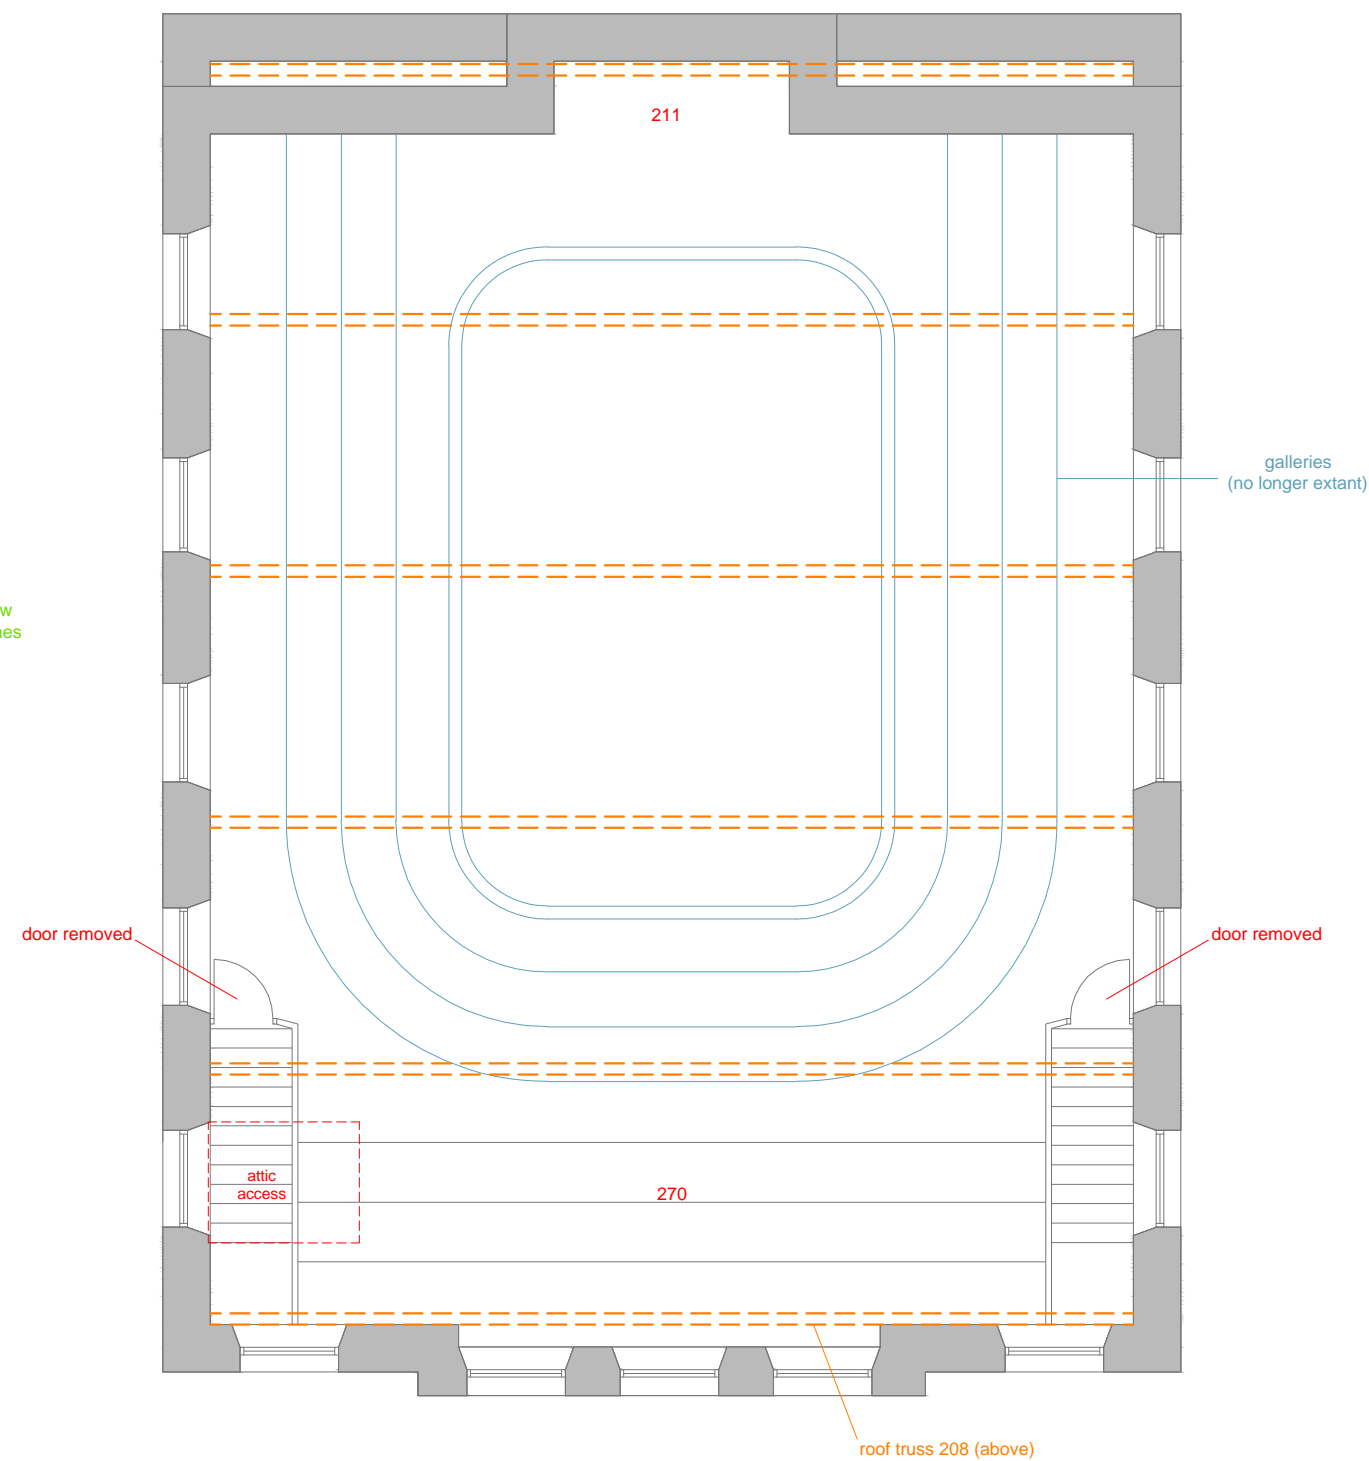 211
galleries
(no longer extant)
door removed
door removed
attic
access
270
roof truss 208 (above)